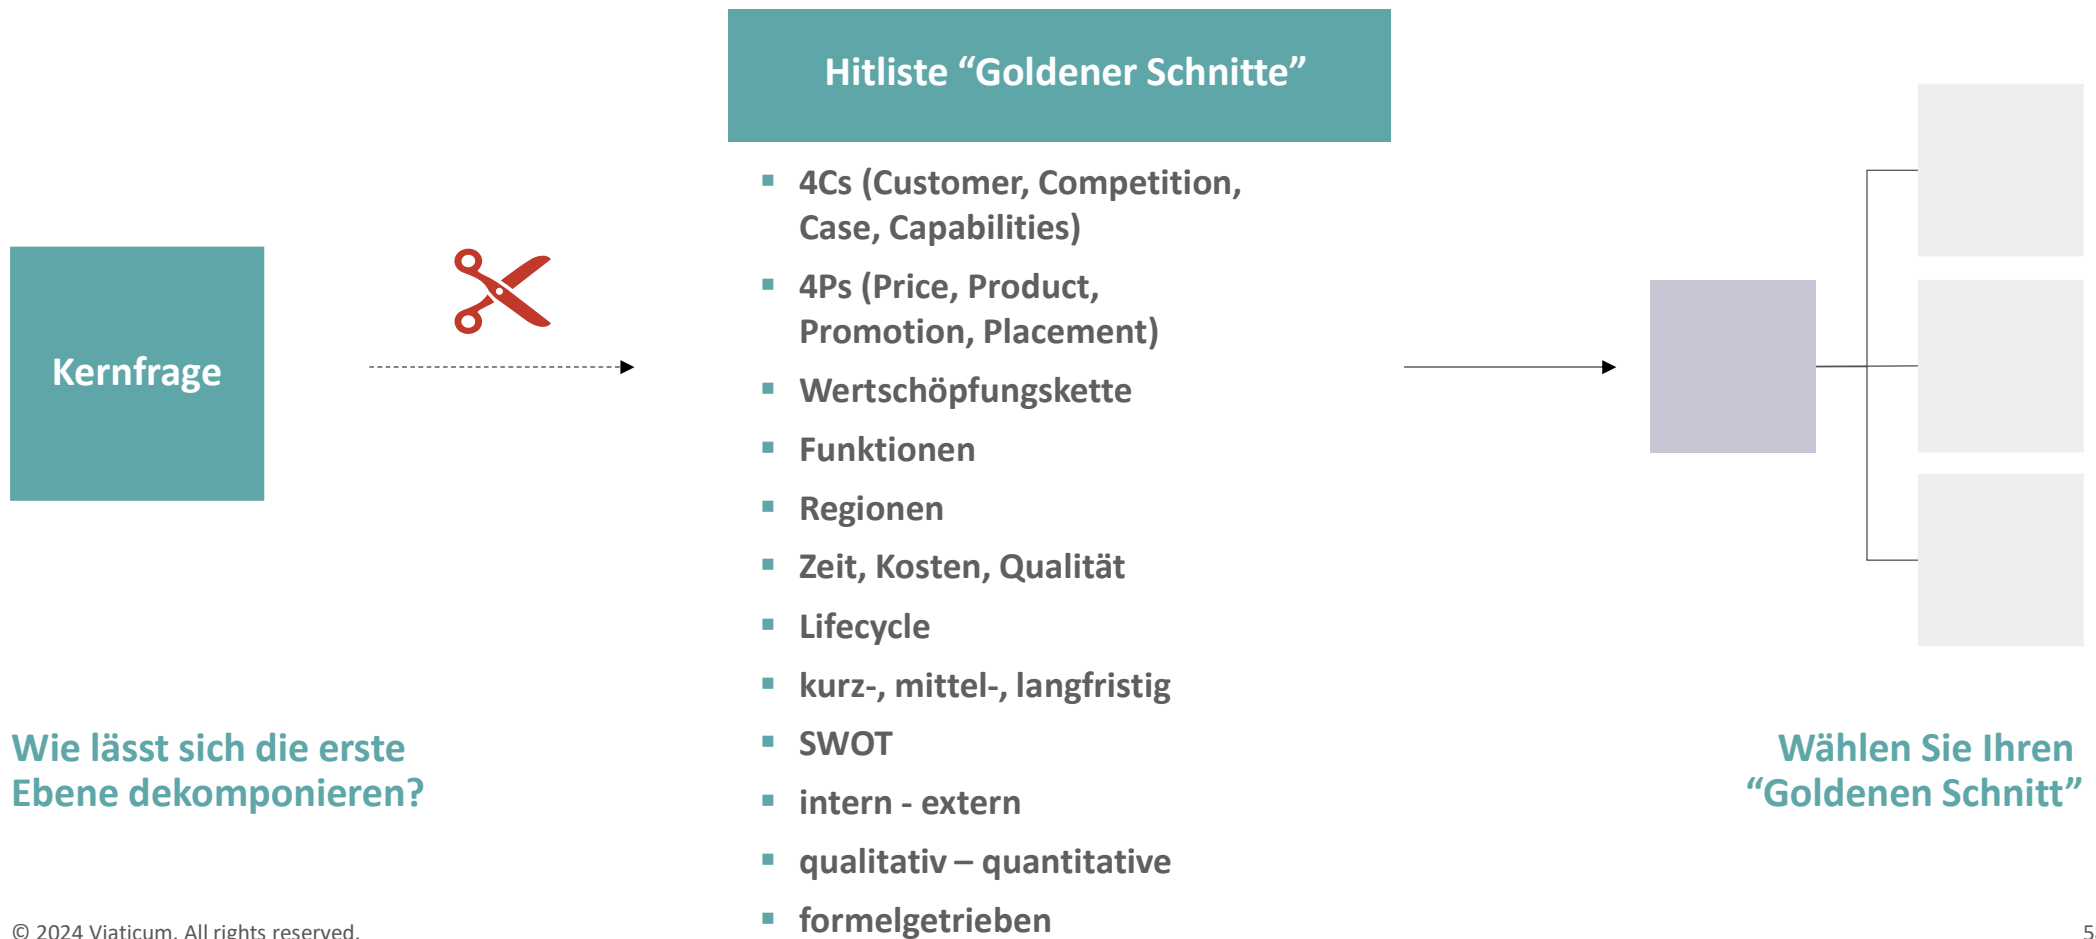 Hitliste “Goldener Schnitte”
Kernfrage
4Cs (Customer, Competition,
Case, Capabilities)
4Ps (Price, Product,
Promotion, Placement)
Wertschöpfungskette
Funktionen
Regionen
Zeit, Kosten, Qualität
Lifecycle
kurz-, mittel-, langfristig
SWOT
intern - extern
qualitativ – quantitative
formelgetrieben
Wie lässt sich die erste
Ebene dekomponieren?
Wählen Sie Ihren
“Goldenen Schnitt”
© 2024 Viaticum. All rights reserved.
5